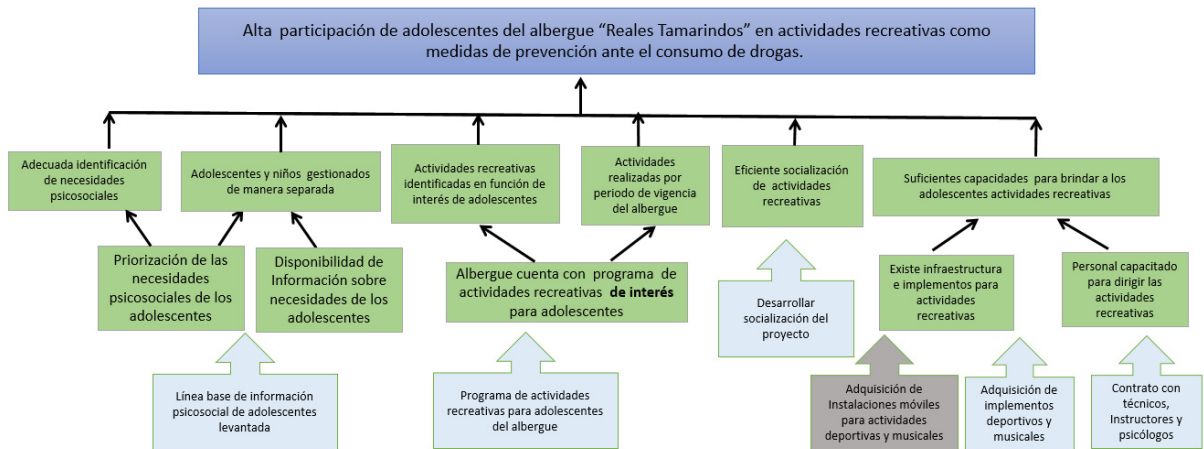 Alta participación de adolescentes del albergue “Reales Tamarindos” en actividades recreativas como
medidas de prevención ante el consumo de drogas.
Adecuada identificación
de necesidades
psicosociales
Adolescentes y niños gestionados
de manera separada
Actividades recreativas
identificadas en función de
interés de adolescentes
Actividades
realizadas por
periodo de vigencia
del albergue
Eficiente socialización
de actividades
recreativas
Suficientes capacidades para brindar a los
adolescentes actividades recreativas
Priorización de las
necesidades
psicosociales de los
adolescentes
Disponibilidad de
Información sobre
necesidades de los
adolescentes
Albergue cuenta con programa de
actividades recreativas de interés
para adolescentes
Desarrollar
socialización del
proyecto
Existe infraestructura
e implementos para
actividades
recreativas
Personal capacitado
para dirigir las
actividades
recreativas
Línea base de información
psicosocial de adolescentes
levantada
Programa de actividades
recreativas para adolescentes
del albergue
Adquisición de
Instalaciones móviles
para actividades
deportivas y musicales
Adquisición de
implementos
deportivos y
musicales
Contrato con
técnicos,
Instructores y
psicólogos